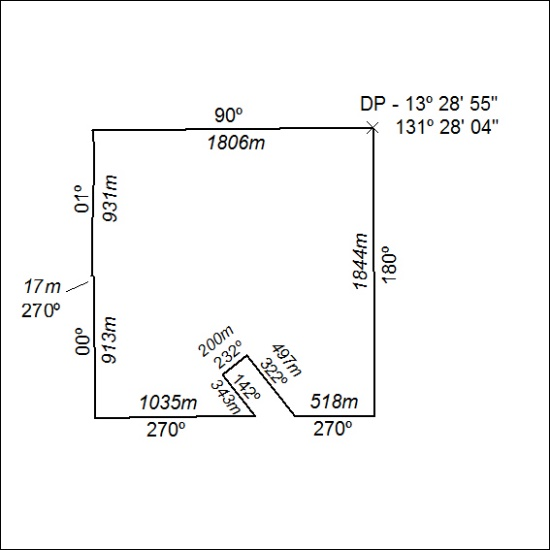 DP - 13º 28' 55"
131º 28' 04"
90º
1806m
01º
931m
1844m
180º
17m
270º
00º
913m
200m
232º
497m
322º
142º
343m
1035m
270º
518m
270º